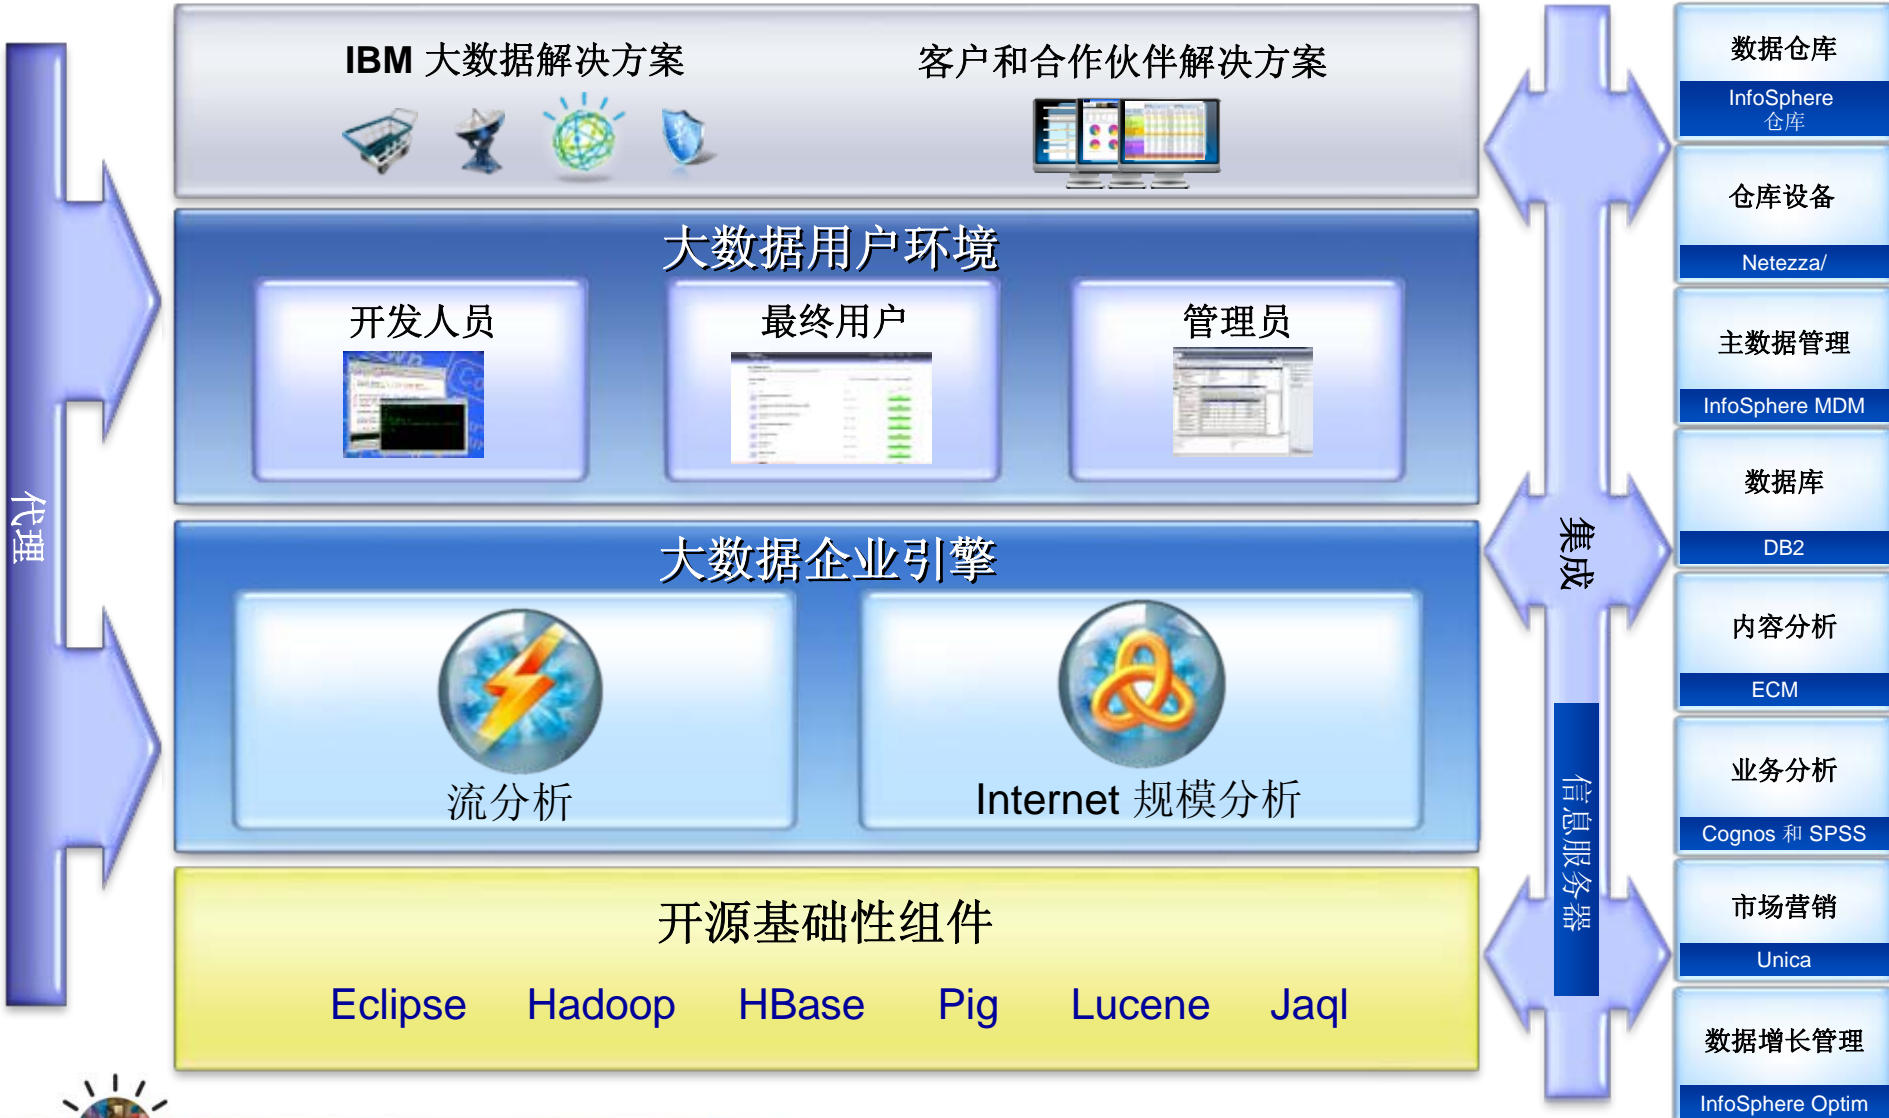 IBM 大数据解决方案
客户和合作伙伴解决方案
大数据用户环境
开发人员
最终用户
管理员
大数据企业引擎
流分析
Internet 规模分析
开源基础性组件
Eclipse Hadoop HBase Pig Lucene Jaql
代理
集成
信息服务器
数据仓库
InfoSphere
仓库
仓库设备
Netezza/
主数据管理
InfoSphere MDM
数据库
DB2
内容分析
ECM
业务分析
Cognos 和 SPSS
市场营销
Unica
数据增长管理
InfoSphere Optim